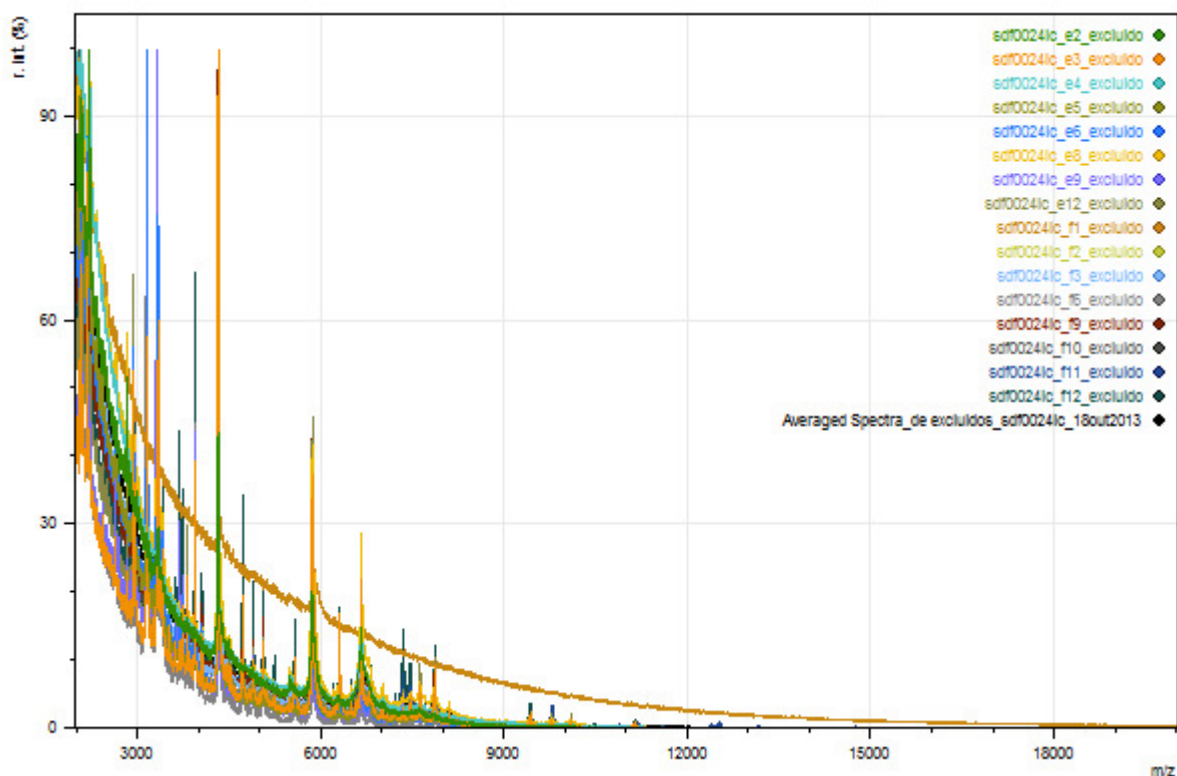 r. int. (%)
90
60
30
0
sdf0024lc_e2_excluido
sdf0024lc_e3_excluido
sdf0024lc_e4_excluido
sdf0024lc_e5_excluido
sdf0024lc_e6_excluido
sdf0024lc_e8_excluido
sdf0024lc_e9_excluido
sdf0024lc_e12_excluido
sdf0024lc_f1_excluido
sdf0024lc_f2_excluido
sdf0024lc_f3_excluido
sdf0024lc_f6_excluido
sdf0024lc_f9_excluido
sdf0024lc_f10_excluido
sdf0024lc_f11_excluido
sdf0024lc_f12_excluido
Averaged Spectra_de excluidos_sdf0024lc_18out2013
3000 6000 9000 12000 15000 18000
m/z